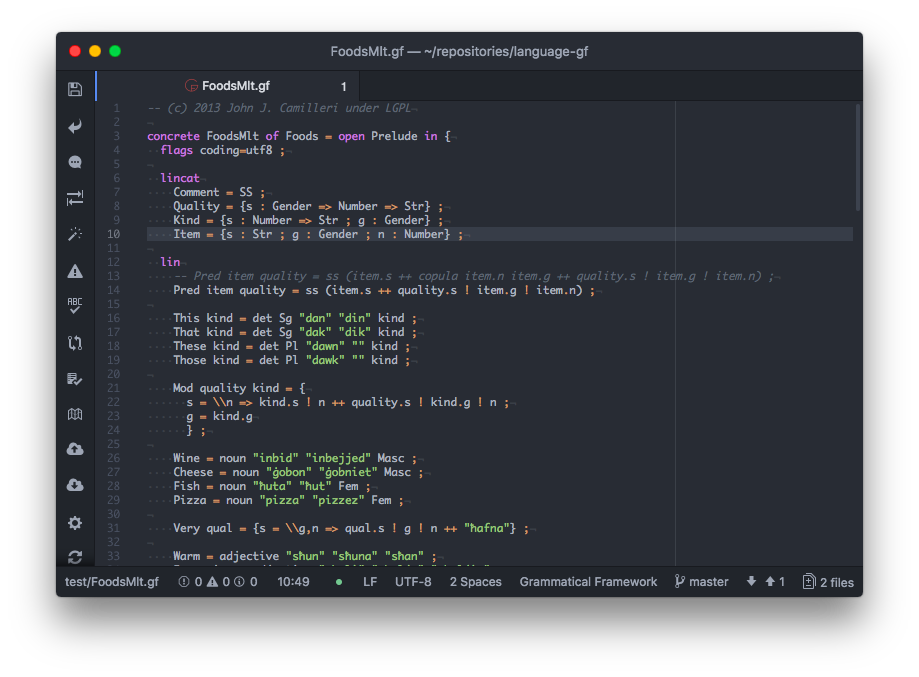 FoodsMlt.gf — ~/repositories/language-gf
FoodsMlt.gf 1
1 -- (c) 2013 John J. Camilleri under LGPL
2
3 concrete FoodsMlt of Foods = open Prelude in {
4 flags coding=utf8 ;
5
6 lincat
7 Comment = SS ;
8 Quality = {s : Gender => Number => Str} ;
9 Kind = {s : Number => Str ; g : Gender} ;
10 Item = {s : Str ; g : Gender ; n : Number} ;
11
12 lin
13 -- Pred item quality = ss (item.s ++ copula item.n item.g ++ quality.s ! item.g ! item.n) ;
14 Pred item quality = ss (item.s ++ quality.s ! item.g ! item.n) ;
15
16 This kind = det Sg "dan" "din" kind ;
17 That kind = det Sg "dak" "dik" kind ;
18 These kind = det Pl "dawn" "" kind ;
19 Those kind = det Pl "dawk" "" kind ;
20
21 Mod quality kind = {
22 s = \\n => kind.s ! n ++ quality.s ! kind.g ! n ;
23 g = kind.g
24 } ;
25
26 Wine = noun "inbid" "inbejjed" Masc ;
27 Cheese = noun "ġobon" "ġobniet" Masc ;
28 Fish = noun "ħuta" "ħut" Fem ;
29 Pizza = noun "pizza" "pizzez" Fem ;
30
31 Very qual = {s = \\g,n => qual.s ! g ! n ++ "ħafna"} ;
32
33 Warm = adjective "sħun" "sħuna" "sħan" ;
ABC
test/FoodsMlt.gf 0 0 0 10:49 LF UTF-8 2 Spaces Grammatical Framework master 1 2 files